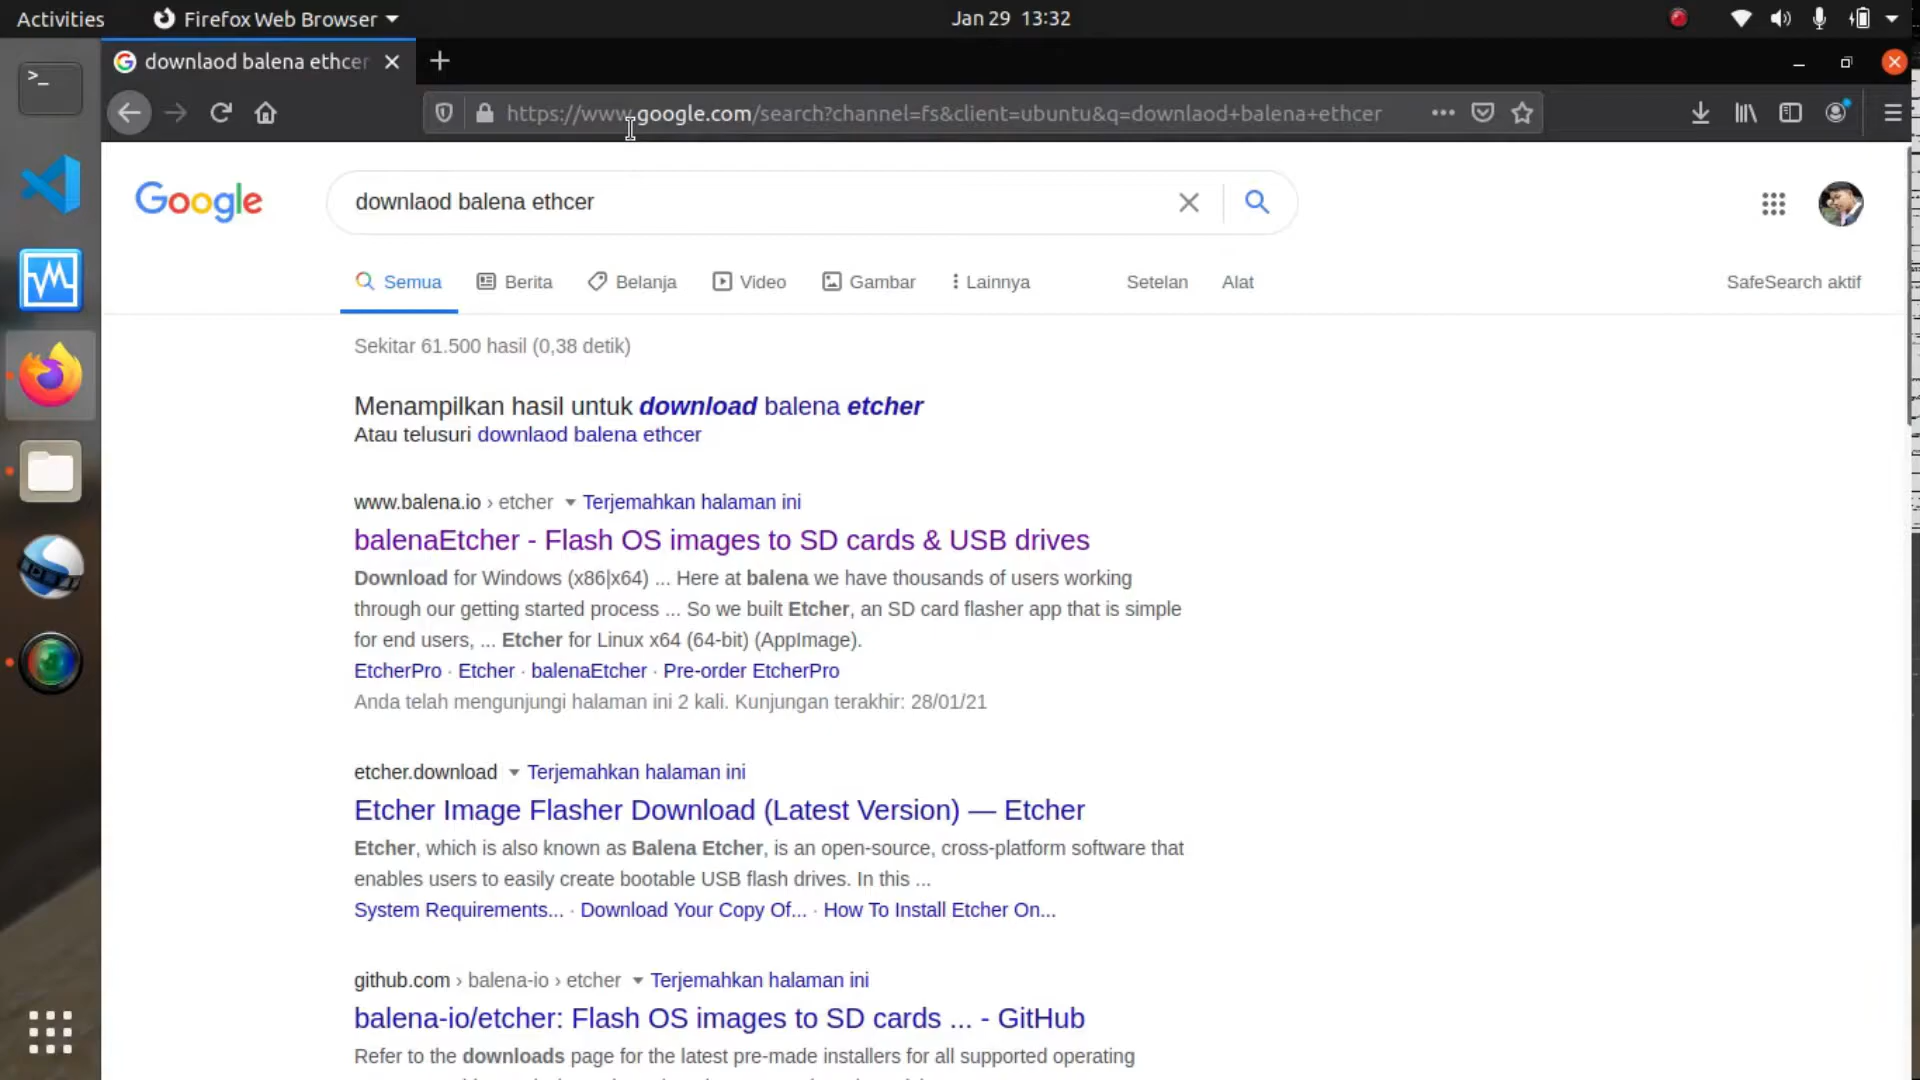 Activities Firefox Web Browser Jan 29 13:32
downlaod balena ethcer
https://www.google.com/search?channel=fs&client=ubuntu&q=downlaod+balena+ethcer
Google downlaod balena ethcer
Semua Berita Belanja Video Gambar Lainnya Setelan Alat SafeSearch aktif
Sekitar 61.500 hasil (0,38 detik)
Menampilkan hasil untuk download balena etcher
Atau telusuri downlaod balena ethcer
www.balena.io › etcher Terjemahkan halaman ini
balenaEtcher - Flash OS images to SD cards & USB drives
Download for Windows (x86|x64) ... Here at balena we have thousands of users working
through our getting started process ... So we built Etcher, an SD card flasher app that is simple
for end users, ... Etcher for Linux x64 (64-bit) (AppImage).
EtcherPro · Etcher · balenaEtcher · Pre-order EtcherPro
Anda telah mengunjungi halaman ini 2 kali. Kunjungan terakhir: 28/01/21
etcher.download Terjemahkan halaman ini
Etcher Image Flasher Download (Latest Version) — Etcher
Etcher, which is also known as Balena Etcher, is an open-source, cross-platform software that
enables users to easily create bootable USB flash drives. In this ...
System Requirements... · Download Your Copy Of... · How To Install Etcher On...
github.com › balena-io › etcher Terjemahkan halaman ini
balena-io/etcher: Flash OS images to SD cards ... - GitHub
Refer to the downloads page for the latest pre-made installers for all supported operating